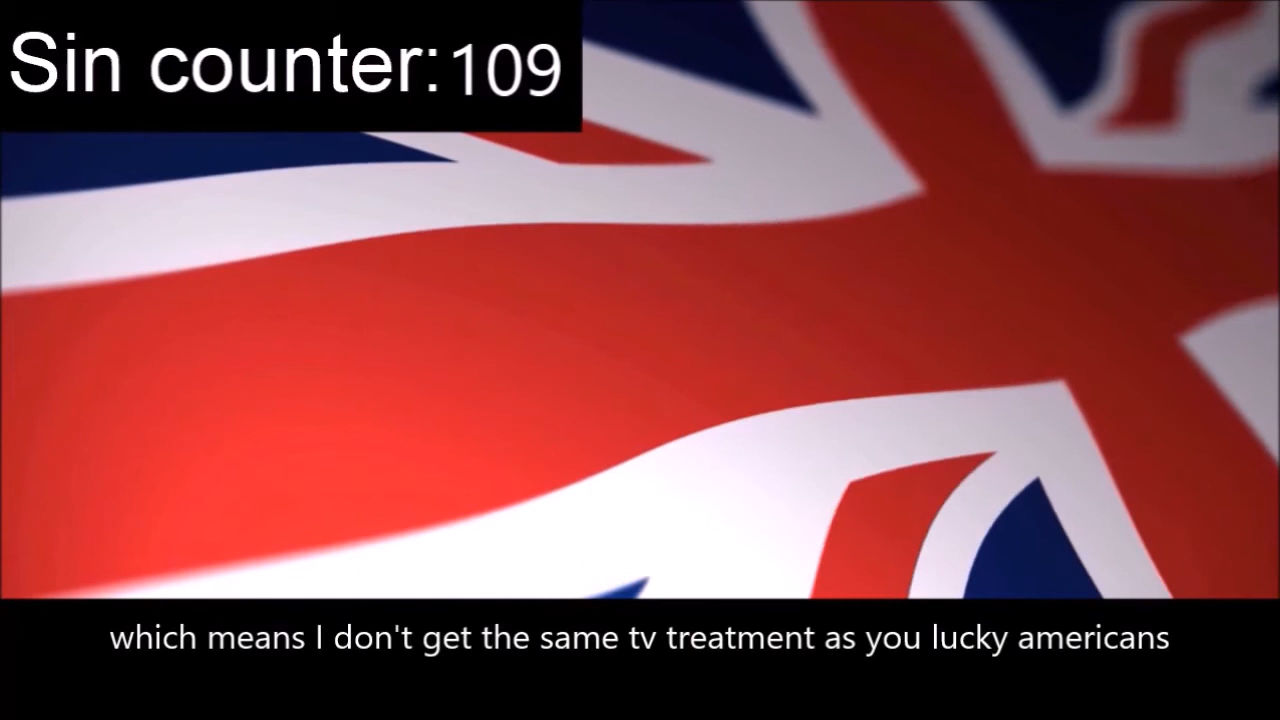 Sin counter:109
which means I don't get the same tv treatment as you lucky americans